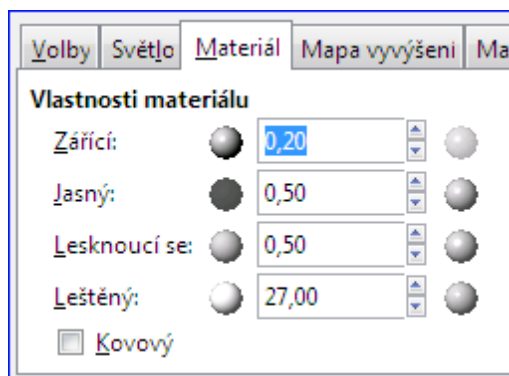 Volby Světlo Materiál Mapa vyvýšení Ma
Vlastnosti materiálu
Zářící: 0,20
Jasný: 0,50
Lesknoucí se: 0,50
Leštěný: 27,00
Kovový